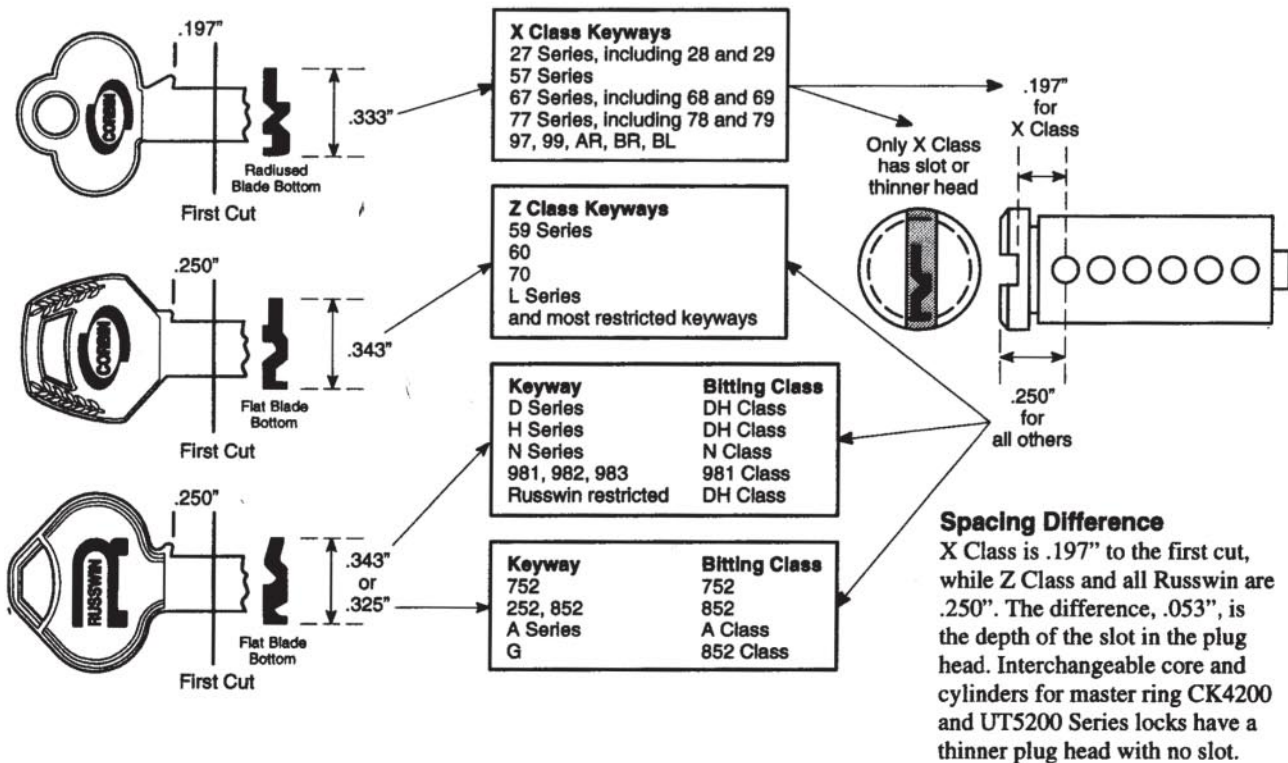 .197"
CORBIN
.333"
Radiused
Blade Bottom
First Cut
X Class Keyways
27 Series, including 28 and 29
57 Series
67 Series, including 68 and 69
77 Series, including 78 and 79
97, 99, AR, BR, BL
.197"
for
X Class
Only X Class
has slot or
thinner head
.250"
CORBIN
.343"
Flat Blade
Bottom
First Cut
Z Class Keyways
59 Series
60
70
L Series
and most restricted keyways
.250"
for
all others
Keyway Bitting Class
D Series DH Class
H Series DH Class
N Series N Class
981, 982, 983 981 Class
Russwin restricted DH Class
.250"
RUSSWIN
.343"
or
.325"
Flat Blade
Bottom
First Cut
Keyway Bitting Class
752 752
252, 852 852
A Series A Class
G 852 Class
Spacing Difference
X Class is .197" to the first cut,
while Z Class and all Russwin are
.250". The difference, .053", is
the depth of the slot in the plug
head. Interchangeable core and
cylinders for master ring CK4200
and UT5200 Series locks have a
thinner plug head with no slot.